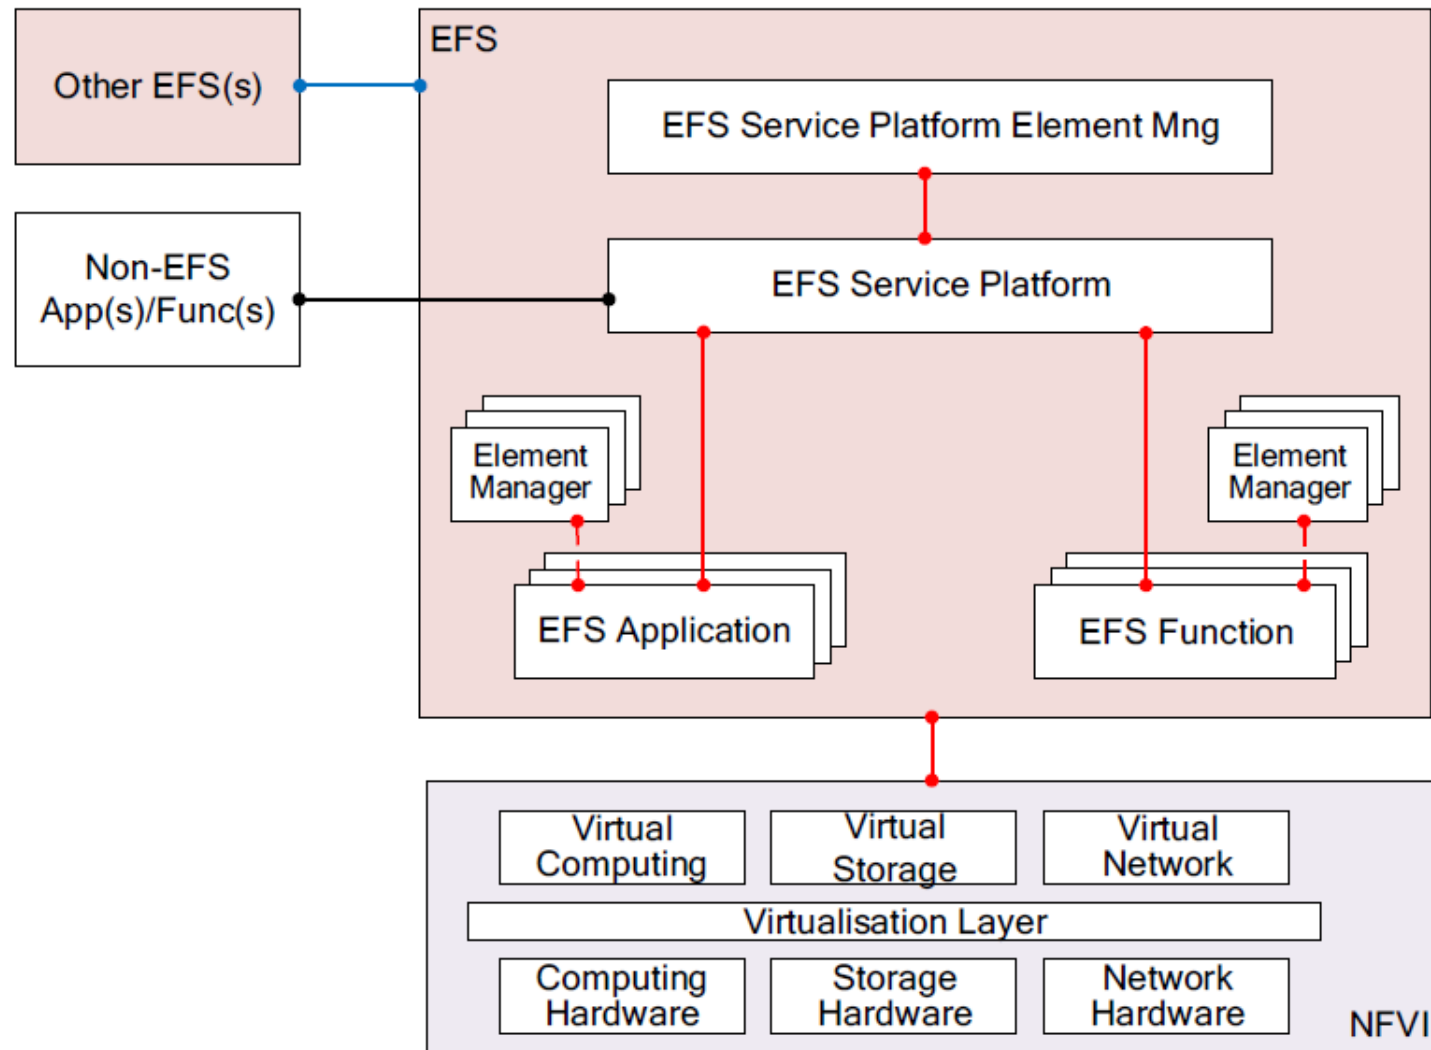 EFS
Other EFS(s)
EFS Service Platform Element Mng
Non-EFS
App(s)/Func(s)
EFS Service Platform
Element
Manager
Element
Manager
EFS Application
EFS Function
Virtual
Computing
Virtual
Storage
Virtual
Network
Virtualisation Layer
Computing
Hardware
Storage
Hardware
Network
Hardware
NFVI